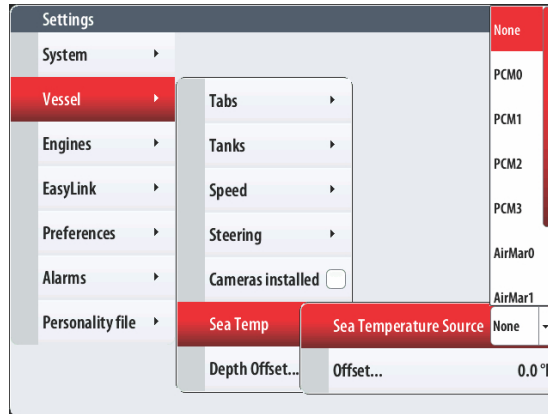 Settings
System
Vessel
Engines
EasyLink
Preferences
Alarms
Personality file
Tabs
Tanks
Speed
Steering
Cameras installed
Sea Temp
Depth Offset...
Sea Temperature Source
None
Offset...
0.0 °
None
PCM0
PCM1
PCM2
PCM3
AirMar0
AirMar1